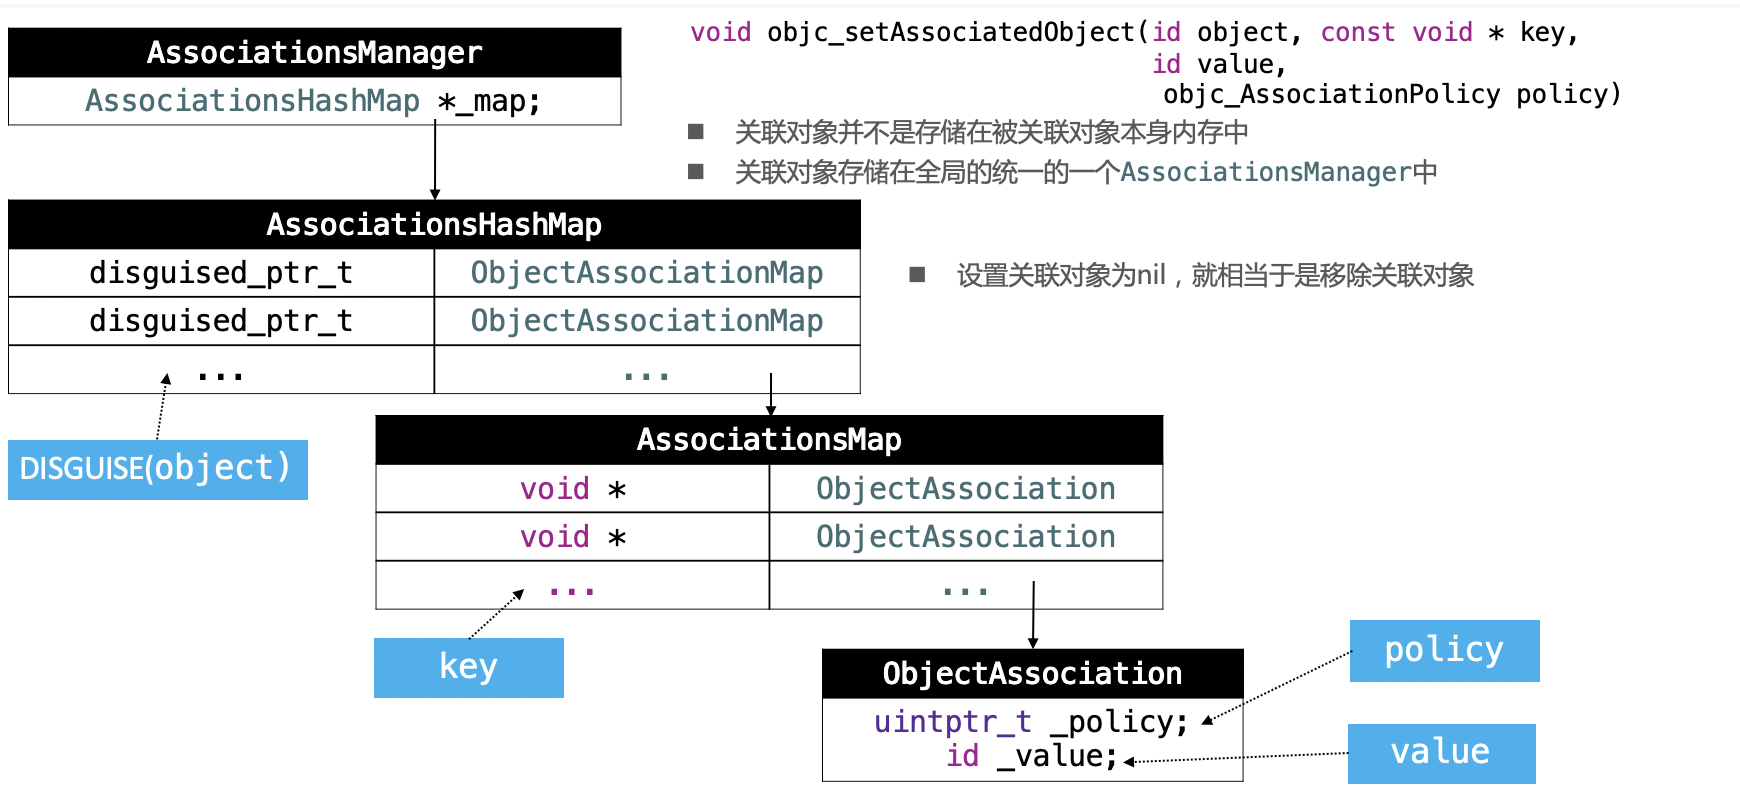 AssociationsManager
AssociationsHashMap *_map;
void objc_setAssociatedObject(id object, const void * key,
id value,
objc_AssociationPolicy policy)
■ 关联对象并不是存储在被关联对象本身内存中
■ 关联对象存储在全局的统一的一个AssociationsManager中
AssociationsHashMap
disguised_ptr_t ObjectAssociationMap
disguised_ptr_t ObjectAssociationMap
... ...
■ 设置关联对象为nil，就相当于是移除关联对象
DISGUISE(object)
AssociationsMap
void * ObjectAssociation
void * ObjectAssociation
... ...
key
ObjectAssociation
uintptr_t _policy;
id _value;
policy
value